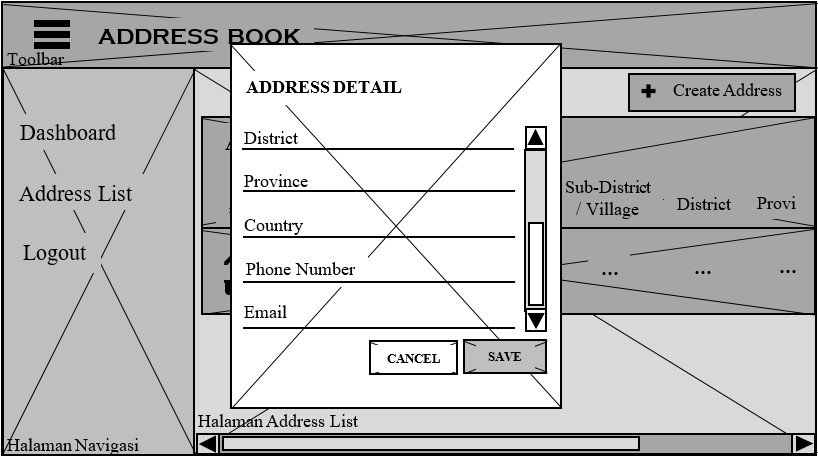 ADDRESS BOOK
Toolbar
Dashboard
Address List
Logout
Halaman Navigasi
Create Address
Sub-District
/ Village
District
Provi
...
...
...
ADDRESS DETAIL
District
Province
Country
Phone Number
Email
CANCEL
SAVE
Halaman Address List